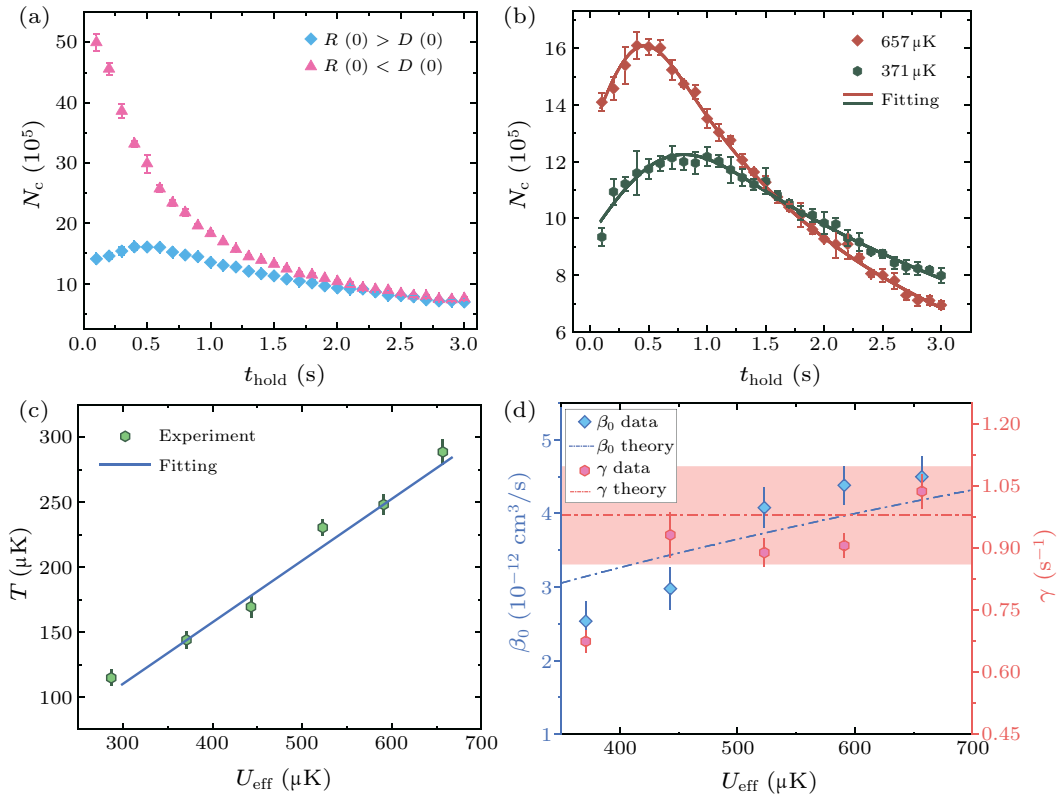 (a)
50
40
30
20
10
N_c (10^5)
R (0) > D (0)
R (0) < D (0)
0.0 0.5 1.0 1.5 2.0 2.5 3.0
t_hold (s)
(b)
16
14
12
10
8
6
N_c (10^5)
657 μK
371 μK
Fitting
0.0 0.5 1.0 1.5 2.0 2.5 3.0
t_hold (s)
(c)
300
250
200
150
100
T (μK)
Experiment
Fitting
300 400 500 600 700
U_eff (μK)
(d)
5
4
3
2
1
β_0 (10^−12 cm^3/s)
β_0 data
β_0 theory
γ data
γ theory
1.20
1.05
0.90
0.75
0.60
0.45
γ (s^−1)
400 500 600 700
U_eff (μK)